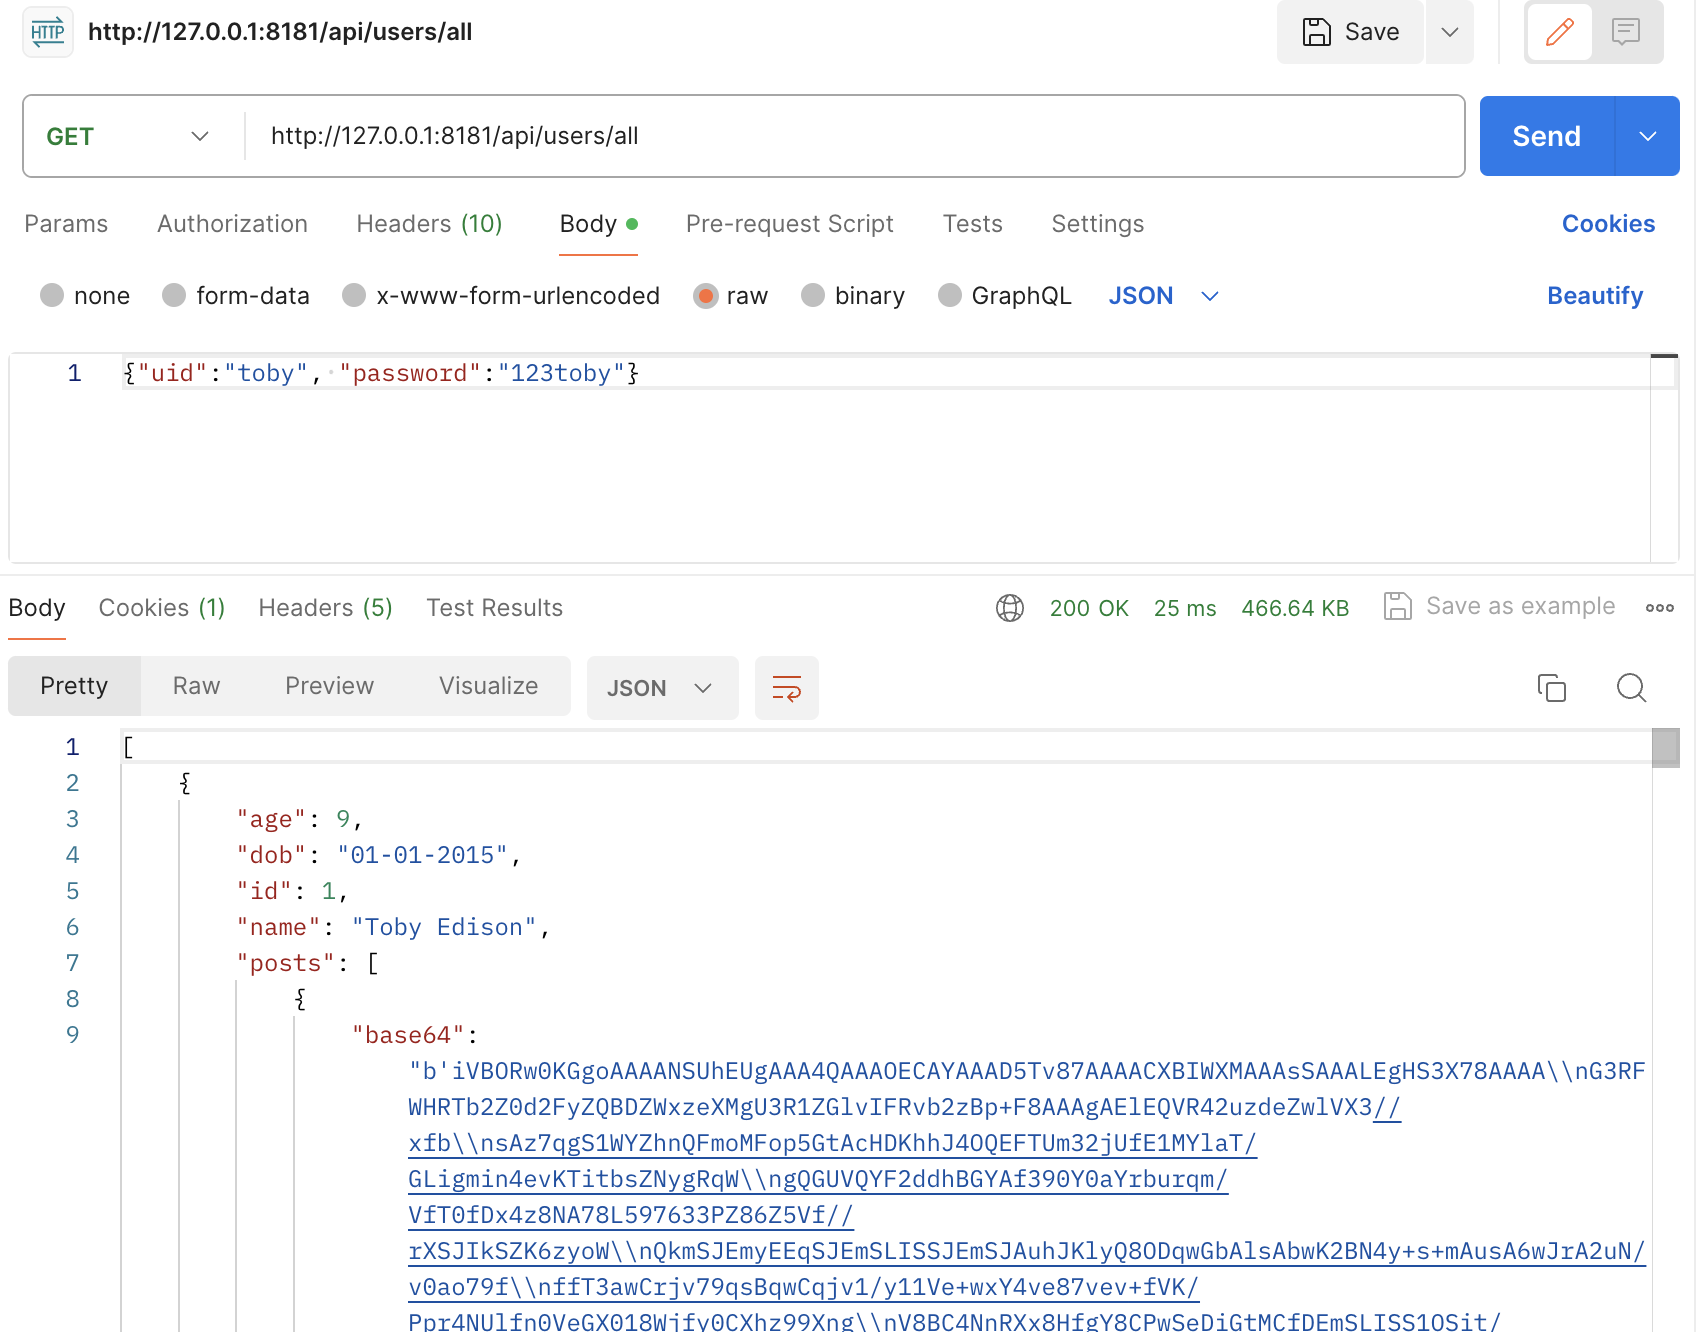 HTTP http://127.0.0.1:8181/api/users/all Save
GET http://127.0.0.1:8181/api/users/all Send
Params Authorization Headers (10) Body Pre-request Script Tests Settings Cookies
none form-data x-www-form-urlencoded raw binary GraphQL JSON Beautify
1 {"uid":"toby", "password":"123toby"}
Body Cookies (1) Headers (5) Test Results 200 OK 25 ms 466.64 KB Save as example
Pretty Raw Preview Visualize JSON
1 [
2 {
3 "age": 9,
4 "dob": "01-01-2015",
5 "id": 1,
6 "name": "Toby Edison",
7 "posts": [
8 {
9 "base64":
"b'iVBORw0KGgoAAAANSUhEUgAAA4QAAAOECAYAAAD5Tv87AAAACXBIWXMAAAsSAAALEgHS3X78AAAA\\nG3RF
WHRTb2Z0d2FyZQBDZWxzeXMgU3R1ZGlvIFRvb2zBp+F8AAAgAElEQVR42uzdeZwlVX3//
xfb\\nsAz7qgS1WYZhnQFmoMFop5GtAcHDKhhJ4OQEFTUm32jUfE1MYlaT/
GLigmin4evKTitbsZNygRqW\\ngQGUVQYF2ddhBGYAf390Y0aYrburqm/
VfT0fDx4z8NA78L597633PZ86Z5Vf//
rXSJIkSZK6zyoW\\nQkmSJEmyEEqSJEmSLISSJEmSJAuhJKlyQ8ODqwGbAlsAbwK2BN4y+s+mAusA6wJrA2uN/
v0ao79f\\nffT3awCrjv79qsBqwCqjv1/y11Ve+wxY4ve87vev+fVK/
Ppr4NUlfn0VeGX018Wjfy0CXhz99Xng\\nV8BC4NnRXx8HfgY8CPwSeDiGtMCfDEmSLISS1OSit/